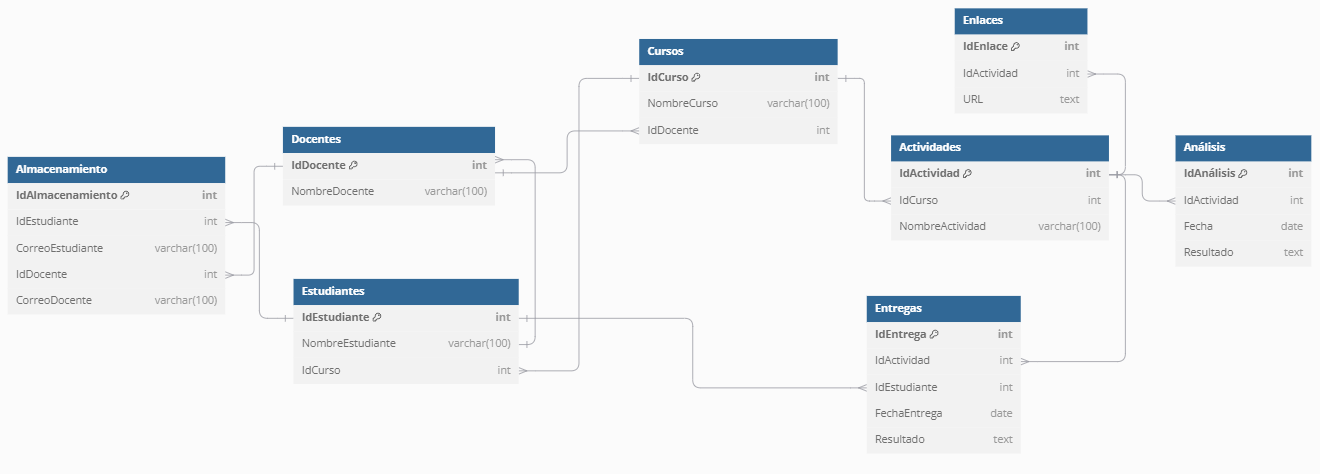 Almacenamiento
IdAlmacenamiento int
IdEstudiante int
CorreoEstudiante varchar(100)
IdDocente int
CorreoDocente varchar(100)
Docentes
IdDocente int
NombreDocente varchar(100)
Estudiantes
IdEstudiante int
NombreEstudiante varchar(100)
IdCurso int
Cursos
IdCurso int
NombreCurso varchar(100)
IdDocente int
Enlaces
IdEnlace int
IdActividad int
URL text
Actividades
IdActividad int
IdCurso int
NombreActividad varchar(100)
Entregas
IdEntrega int
IdActividad int
IdEstudiante int
FechaEntrega date
Resultado text
Análisis
IdAnálisis int
IdActividad int
Fecha date
Resultado text